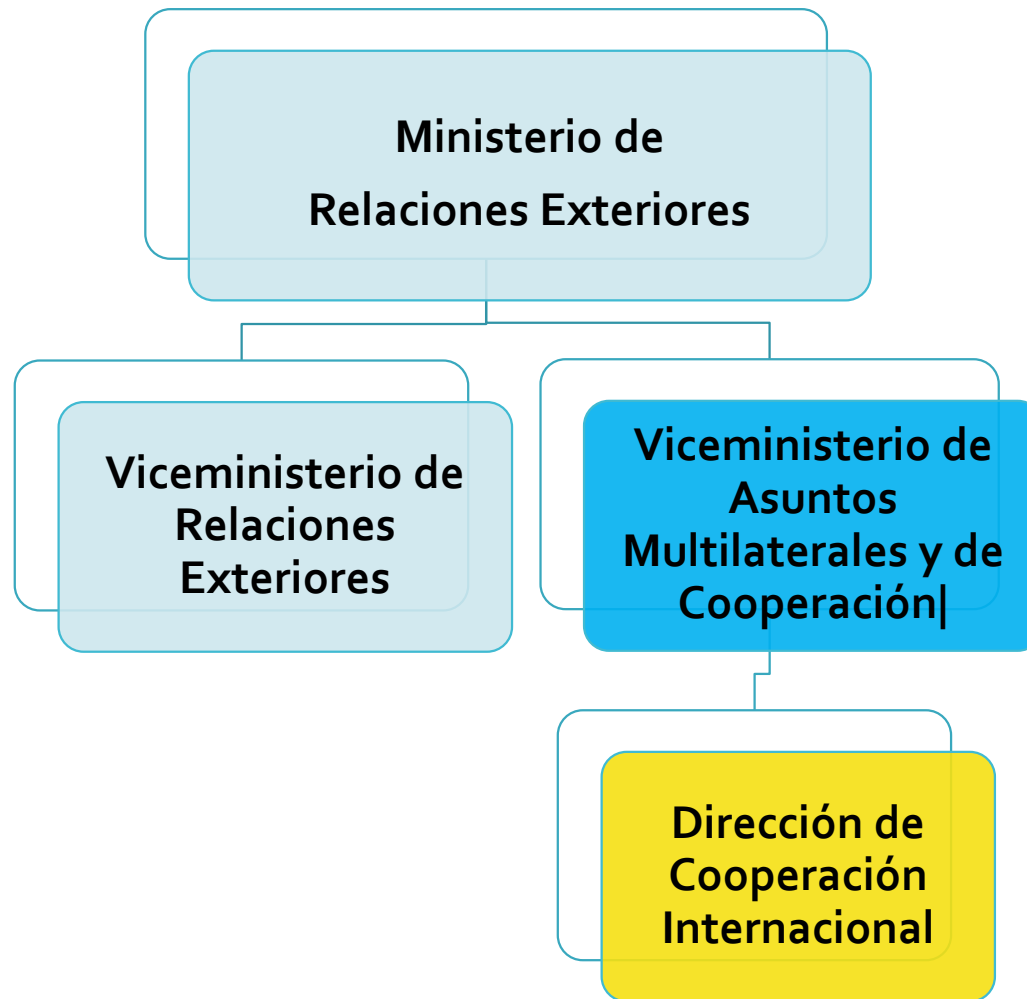 Ministerio de
Relaciones Exteriores
Viceministerio de
Relaciones
Exteriores
Viceministerio de
Asuntos
Multilaterales y de
Cooperación|
Dirección de
Cooperación
Internacional